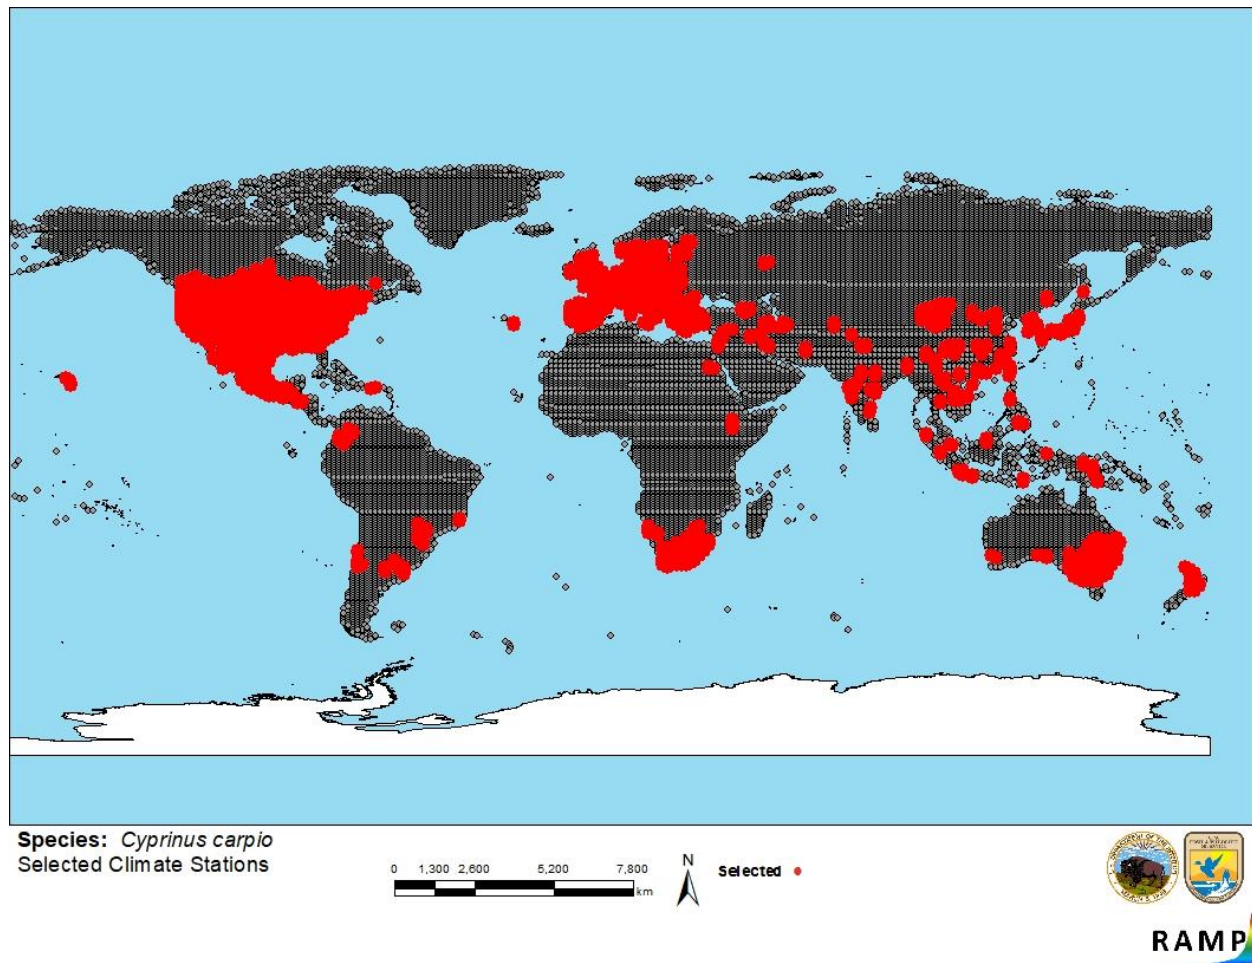 Species: Cyprinus carpio
Selected Climate Stations
0 1,300 2,600 5,200 7,800
km
N
Selected
RAMP